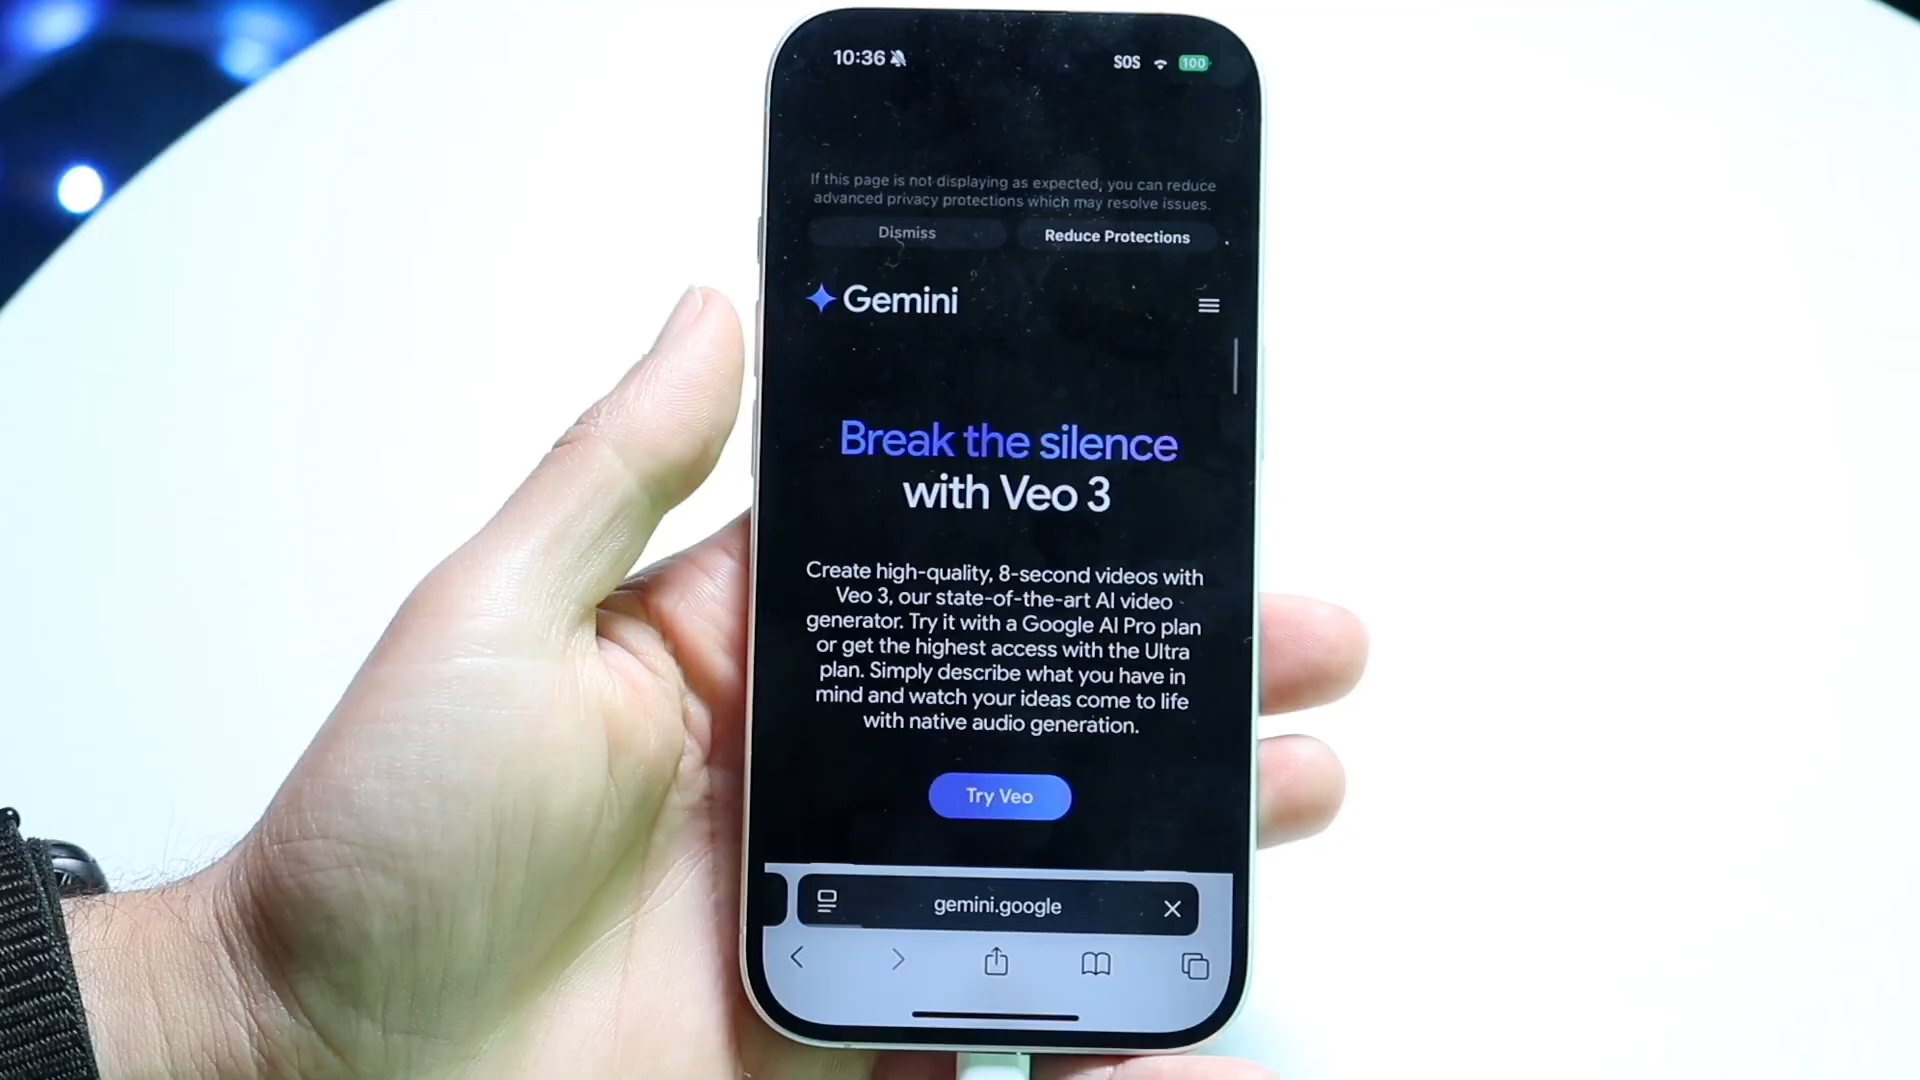 10:36
SOS
100
If this page is not displaying as expected, you can reduce
advanced privacy protections which may resolve issues.
Dismiss
Reduce Protections
Gemini
Break the silence
with Veo 3
Create high-quality, 8-second videos with
Veo 3, our state-of-the-art AI video
generator. Try it with a Google AI Pro plan
or get the highest access with the Ultra
plan. Simply describe what you have in
mind and watch your ideas come to life
with native audio generation.
Try Veo
gemini.google